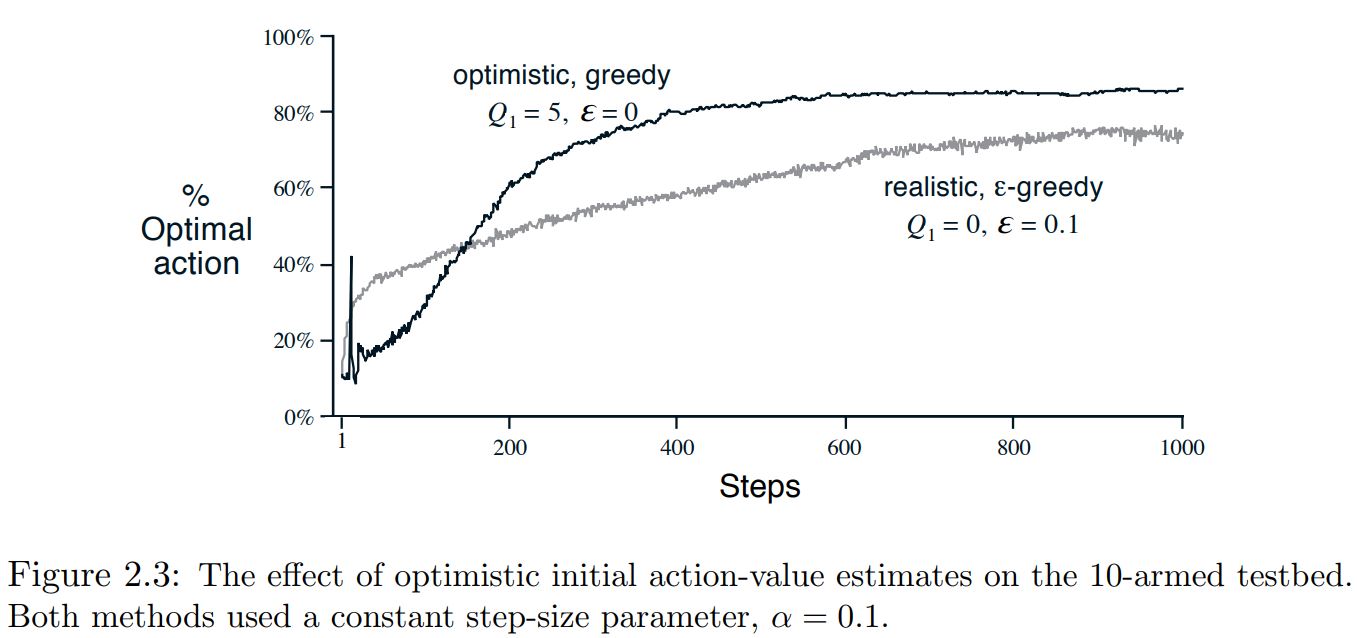 100%
80%
60%
40%
20%
0%
%
Optimal
action
optimistic, greedy
Q₁ = 5, ε = 0
realistic, ε-greedy
Q₁ = 0, ε = 0.1
1
200
400
600
800
1000
Steps
Figure 2.3: The effect of optimistic initial action-value estimates on the 10-armed testbed.
Both methods used a constant step-size parameter, α = 0.1.